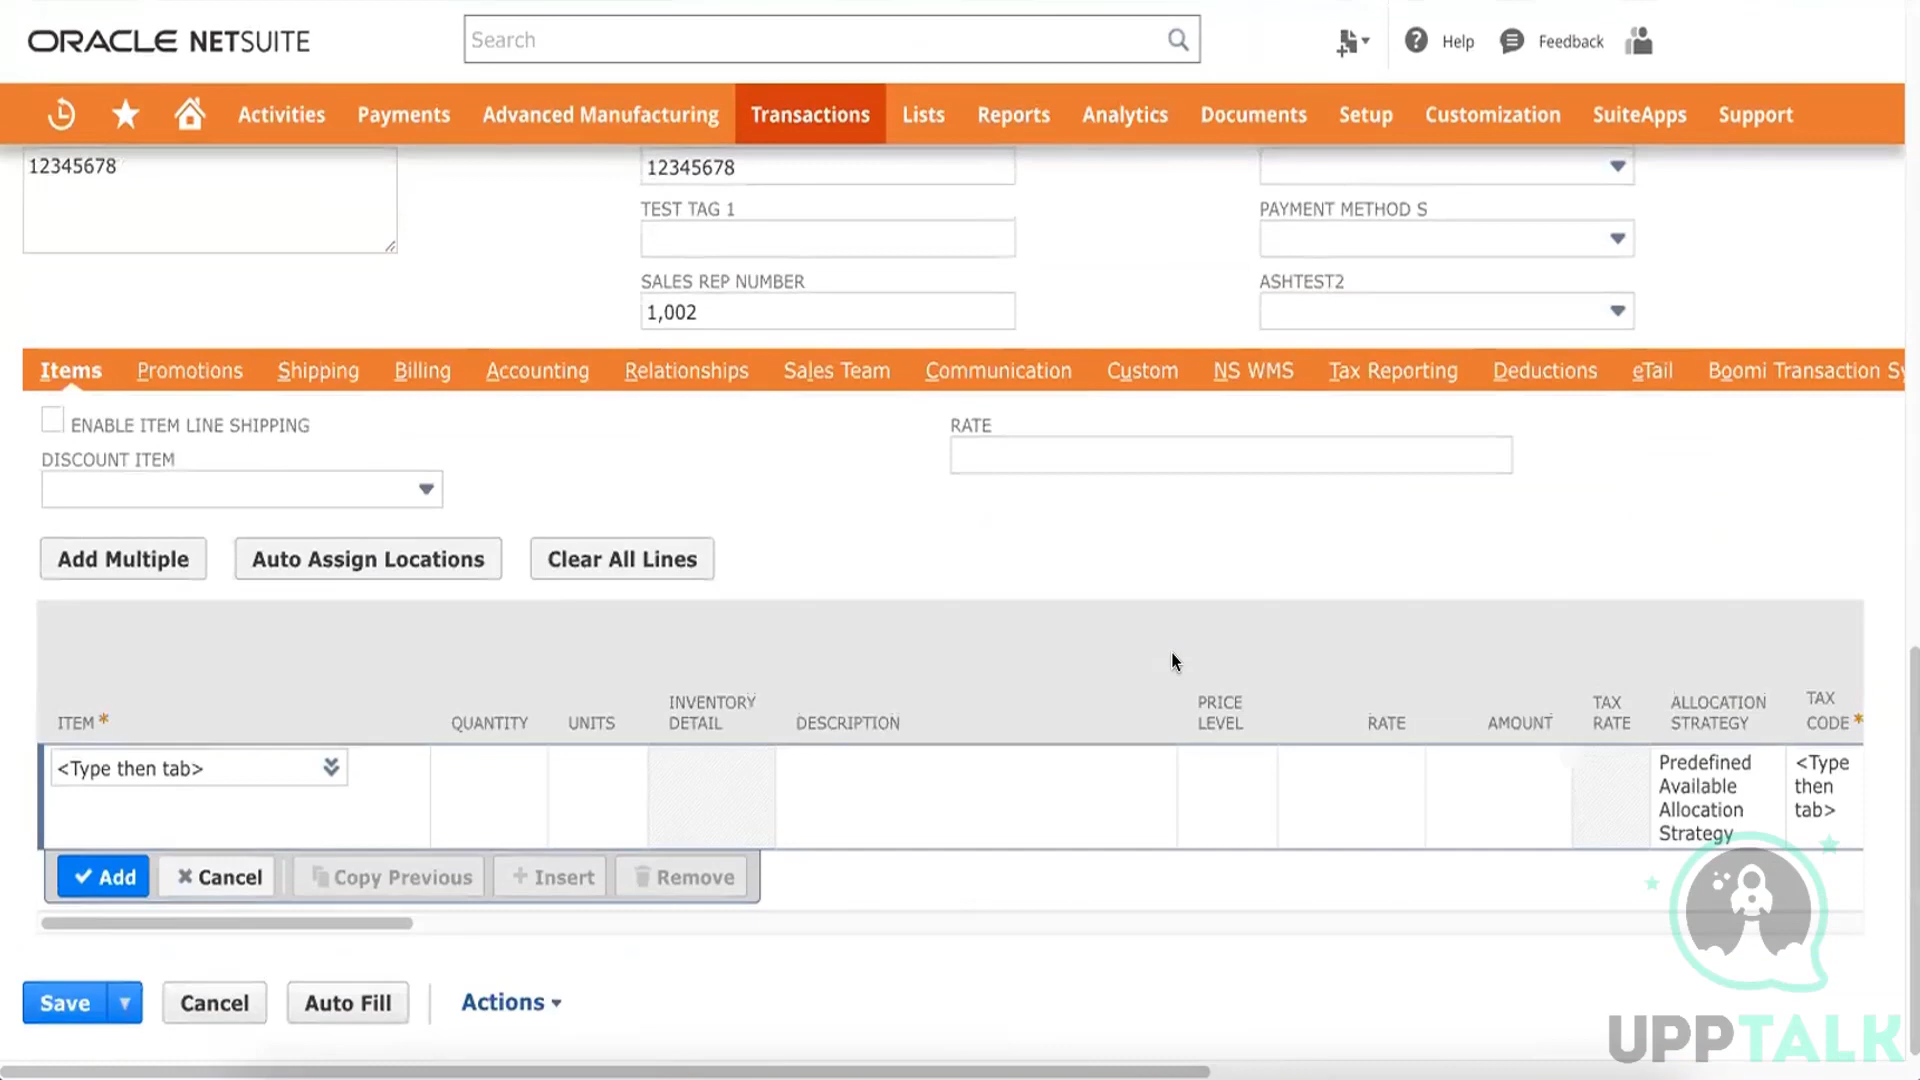 ORACLE NETSUITE
Search
Help
Feedback
Activities Payments Advanced Manufacturing Transactions Lists Reports Analytics Documents Setup Customization SuiteApps Support
12345678
12345678
TEST TAG 1
PAYMENT METHOD S
SALES REP NUMBER
ASHTEST2
1,002
Items Promotions Shipping Billing Accounting Relationships Sales Team Communication Custom NS WMS Tax Reporting Deductions eTail Boomi Transaction Sy
ENABLE ITEM LINE SHIPPING
RATE
DISCOUNT ITEM
Add Multiple
Auto Assign Locations
Clear All Lines
ITEM *
QUANTITY
UNITS
INVENTORY
DETAIL
DESCRIPTION
PRICE
LEVEL
RATE
AMOUNT
TAX
RATE
ALLOCATION
STRATEGY
TAX
CODE *
<Type then tab>
Predefined
Available
Allocation
Strategy
<Type
then
tab>
Add
Cancel
Copy Previous
Insert
Remove
Save
Cancel
Auto Fill
Actions
UPPTALK